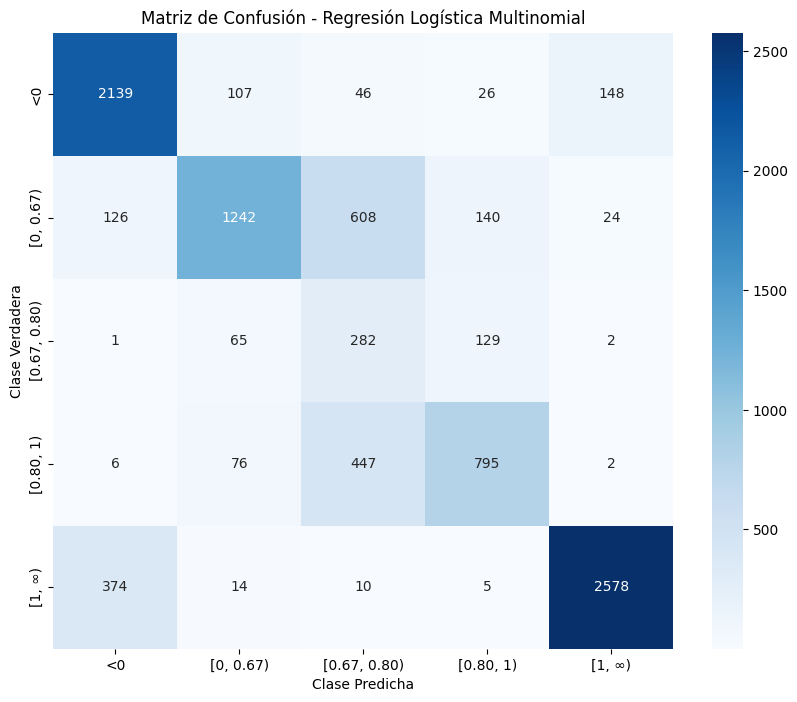 Matriz de Confusión - Regresión Logística Multinomial
Clase Verdadera
<0
2139 107 46 26 148
[0, 0.67)
126 1242 608 140 24
[0.67, 0.80)
1 65 282 129 2
[0.80, 1)
6 76 447 795 2
[1, ∞)
374 14 10 5 2578
<0 [0, 0.67) [0.67, 0.80) [0.80, 1) [1, ∞)
Clase Predicha
2500
2000
1500
1000
500